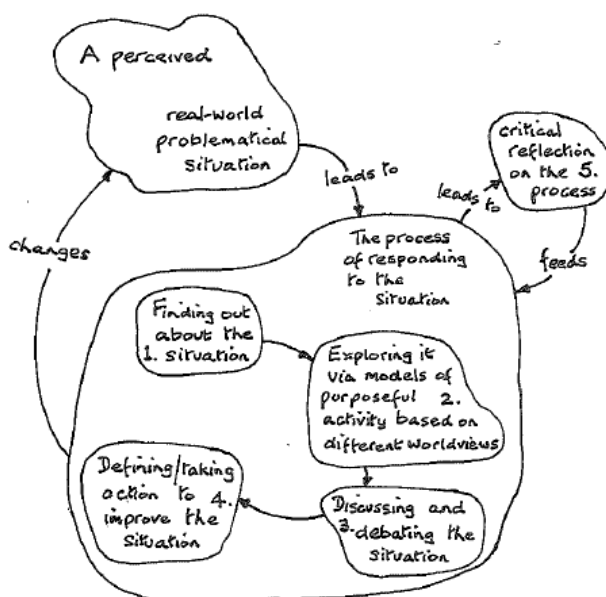 A perceived
real-world
problematical
situation
leads to
critical
reflection
on the 5.
process
leads to
feeds
changes
The process
of responding
to the
situation
Finding out
about the
1. situation
Exploring it
via models of
purposeful 2.
activity based on
different worldviews
Discussing and
3. debating the
situation
Defining/taking
action to 4.
improve the
situation